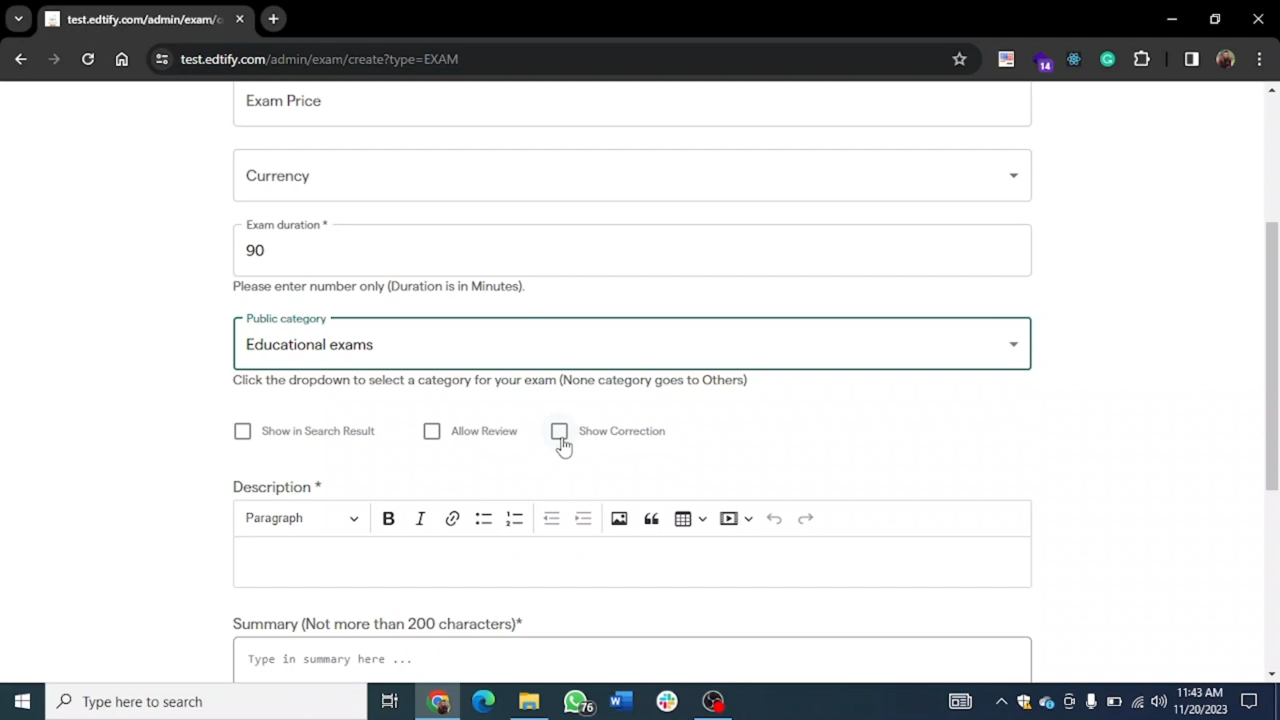 test.edtify.com/admin/exam/c
test.edtify.com/admin/exam/create?type=EXAM
14
Exam Price
Currency
Exam duration *
90
Please enter number only (Duration is in Minutes).
Public category
Educational exams
Click the dropdown to select a category for your exam (None category goes to Others)
Show in Search Result Allow Review Show Correction
Description *
Paragraph B I
Summary (Not more than 200 characters)*
Type in summary here ...
Type here to search
76
11:43 AM
11/20/2023